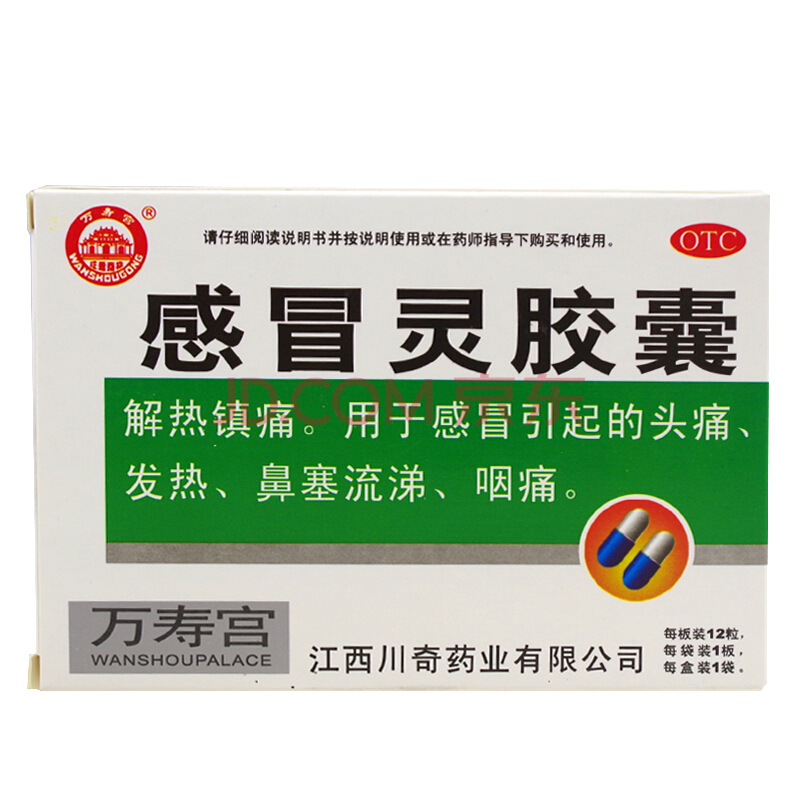 万寿宫
®
WANSHOUGONG
请仔细阅读说明书并按说明使用或在药师指导下购买和使用。
OTC
感冒灵胶囊
JD.COM 京东
解热镇痛。用于感冒引起的头痛、
发热、鼻塞流涕、咽痛。
万寿宫
WANSHOUPALACE
江西川奇药业有限公司
每板装12粒,
每袋装1板,
每盒装1袋。